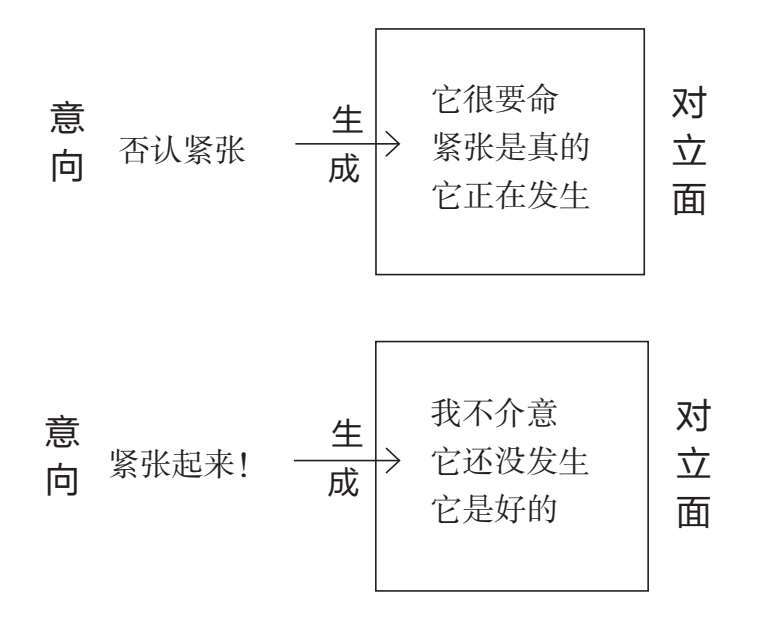 意向
否认紧张
生成
它很要命
紧张是真的
它正在发生
对立面
意向
紧张起来！
生成
我不介意
它还没发生
它是好的
对立面